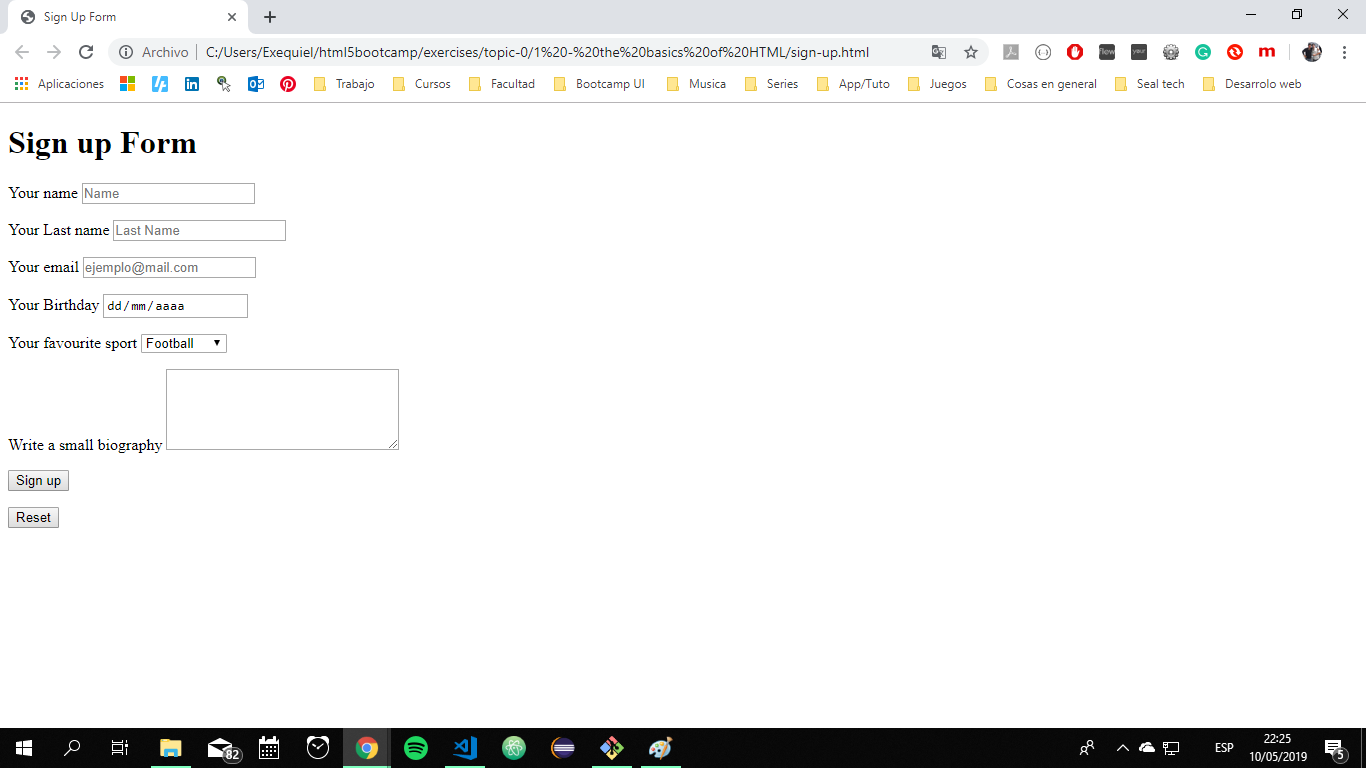 Sign Up Form
Archivo C:/Users/Exequiel/html5bootcamp/exercises/topic-0/1%20-%20the%20basics%20of%20HTML/sign-up.html
Aplicaciones Trabajo Cursos Facultad Bootcamp UI Musica Series App/Tuto Juegos Cosas en general Seal tech Desarrolo web
Sign up Form
Your name Name
Your Last name Last Name
Your email ejemplo@mail.com
Your Birthday dd/mm/aaaa
Your favourite sport Football
Write a small biography
Sign up
Reset
82
ESP
22:25
10/05/2019
5